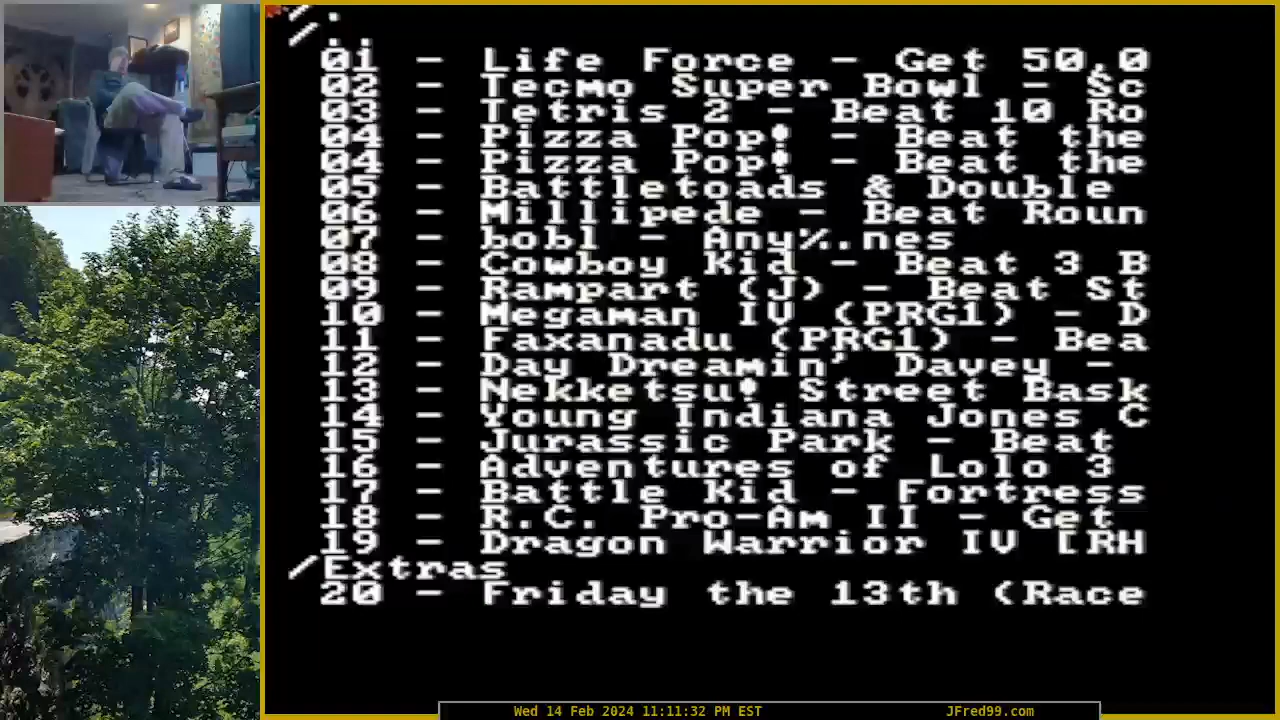 /.
/..
01 - Life Force - Get 50,0
02 - Tecmo Super Bowl - Sc
03 - Tetris 2 - Beat 10 Ro
04 - Pizza Pop! - Beat the
04 - Pizza Pop! - Beat the
05 - Battletoads & Double
06 - Millipede - Beat Roun
07 - bobl - Any%.nes
08 - Cowboy Kid - Beat 3 B
09 - Rampart (J) - Beat St
10 - Megaman IV (PRG1) - D
11 - Faxanadu (PRG1) - Bea
12 - Day Dreamin' Davey -
13 - Nekketsu! Street Bask
14 - Young Indiana Jones C
15 - Jurassic Park - Beat
16 - Adventures of Lolo 3
17 - Battle Kid - Fortress
18 - R.C. Pro-Am II - Get
19 - Dragon Warrior IV [RH
/Extras
20 - Friday the 13th (Race
Wed 14 Feb 2024 11:11:32 PM EST JFred99.com